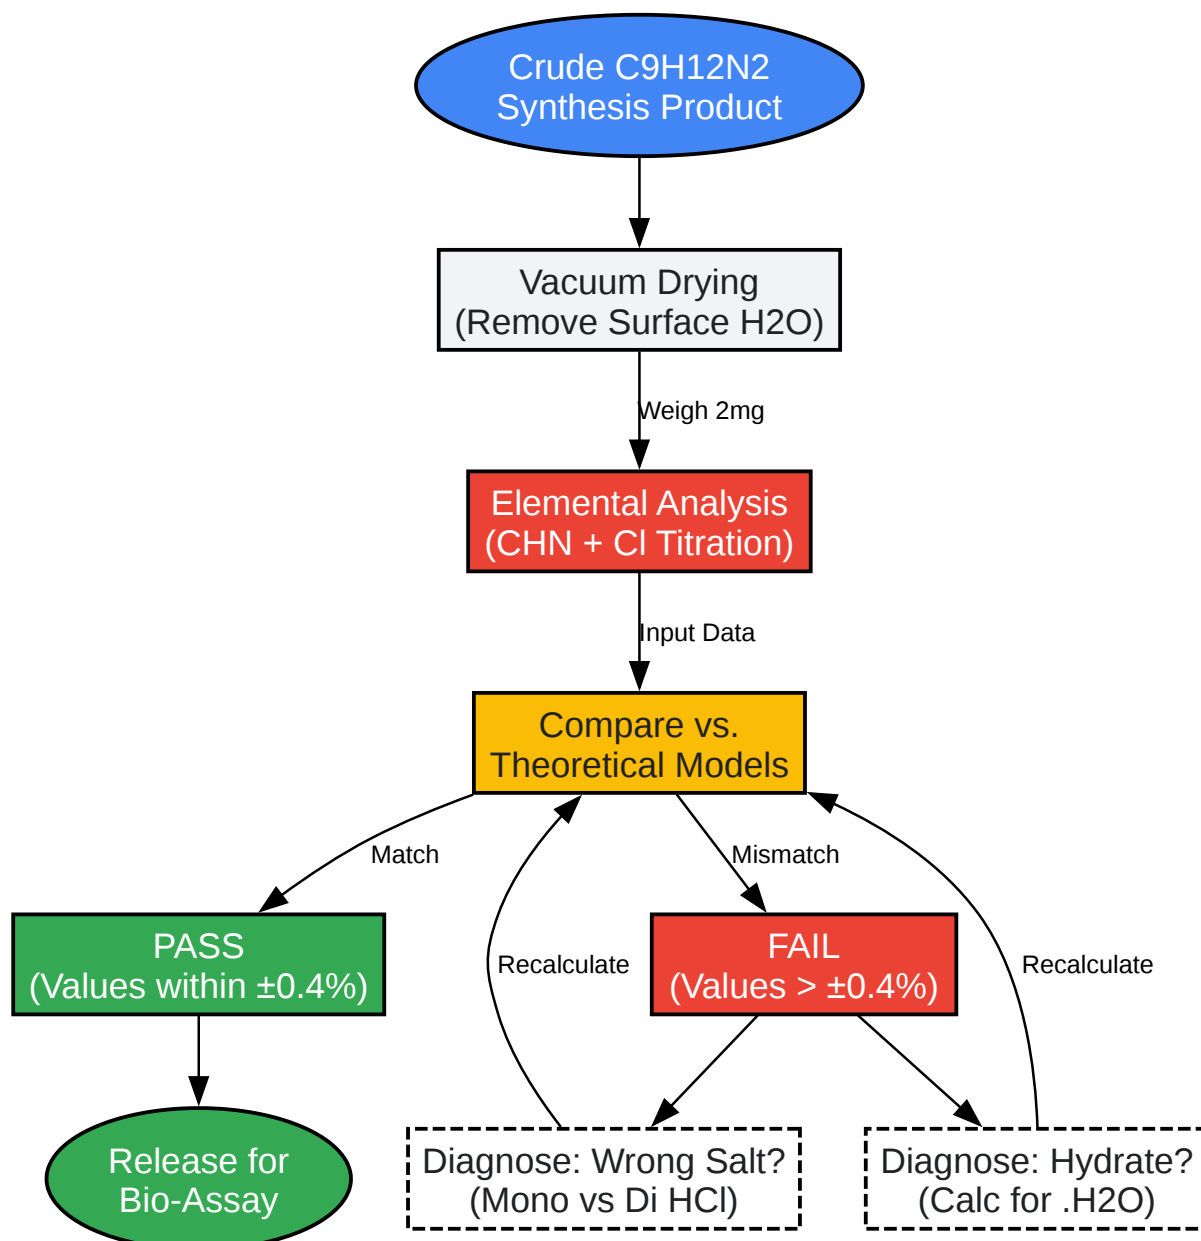 Crude C9H12N2
Synthesis Product
Vacuum Drying
(Remove Surface H2O)
Weigh 2mg
Elemental Analysis
(CHN + Cl Titration)
Input Data
Compare vs.
Theoretical Models
Match
Mismatch
PASS
(Values within ±0.4%)
Recalculate
FAIL
(Values > ±0.4%)
Recalculate
Release for
Bio-Assay
Diagnose: Wrong Salt?
(Mono vs Di HCl)
Diagnose: Hydrate?
(Calc for .H2O)